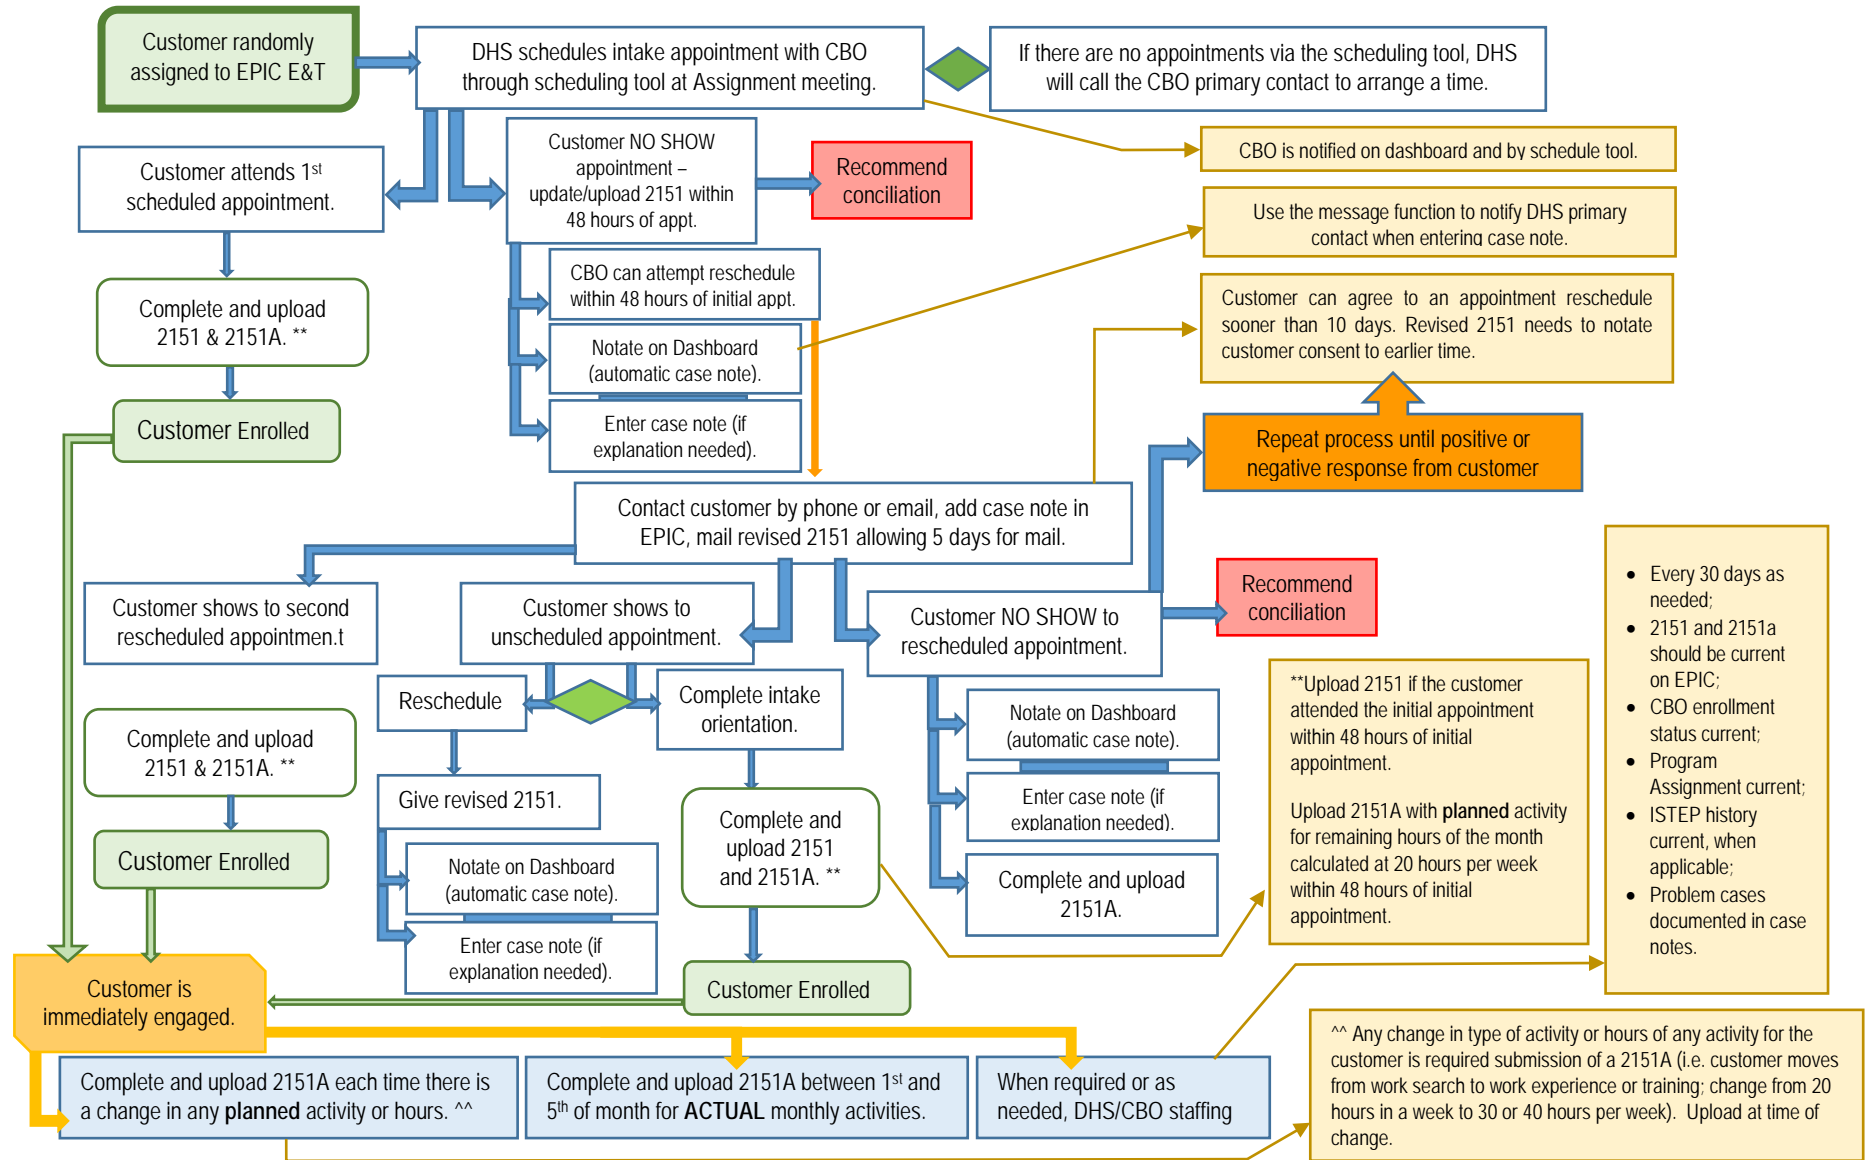 Customer randomly
assigned to EPIC E&T
DHS schedules intake appointment with CBO
through scheduling tool at Assignment meeting.
If there are no appointments via the scheduling tool, DHS
will call the CBO primary contact to arrange a time.
Customer attends 1st
scheduled appointment.
Customer NO SHOW
appointment –
update/upload 2151 within
48 hours of appt.
Recommend
conciliation
CBO is notified on dashboard and by schedule tool.
Use the message function to notify DHS primary
contact when entering case note.
CBO can attempt reschedule
within 48 hours of initial appt.
Customer can agree to an appointment reschedule
sooner than 10 days. Revised 2151 needs to notate
customer consent to earlier time.
Complete and upload
2151 & 2151A. **
Notate on Dashboard
(automatic case note).
Customer Enrolled
Enter case note (if
explanation needed).
Repeat process until positive or
negative response from customer
Contact customer by phone or email, add case note in
EPIC, mail revised 2151 allowing 5 days for mail.
Customer shows to second
rescheduled appointmen.t
Customer shows to
unscheduled appointment.
Customer NO SHOW to
rescheduled appointment.
Recommend
conciliation
• Every 30 days as
needed;
• 2151 and 2151a
should be current
on EPIC;
• CBO enrollment
status current;
• Program
Assignment current;
• ISTEP history
current, when
applicable;
• Problem cases
documented in case
notes.
Reschedule
Complete intake
orientation.
Notate on Dashboard
(automatic case note).
**Upload 2151 if the customer
attended the initial appointment
within 48 hours of initial
appointment.
Upload 2151A with planned activity
for remaining hours of the month
calculated at 20 hours per week
within 48 hours of initial
appointment.
Complete and upload
2151 & 2151A. **
Give revised 2151.
Enter case note (if
explanation needed).
Complete and
upload 2151
and 2151A. **
Customer Enrolled
Notate on Dashboard
(automatic case note).
Complete and upload
2151A.
Enter case note (if
explanation needed).
Customer Enrolled
Customer is
immediately engaged.
Complete and upload 2151A each time there is
a change in any planned activity or hours. ^^
Complete and upload 2151A between 1st and
5th of month for ACTUAL monthly activities.
When required or as
needed, DHS/CBO staffing
^^ Any change in type of activity or hours of any activity for the
customer is required submission of a 2151A (i.e. customer moves
from work search to work experience or training; change from 20
hours in a week to 30 or 40 hours per week). Upload at time of
change.